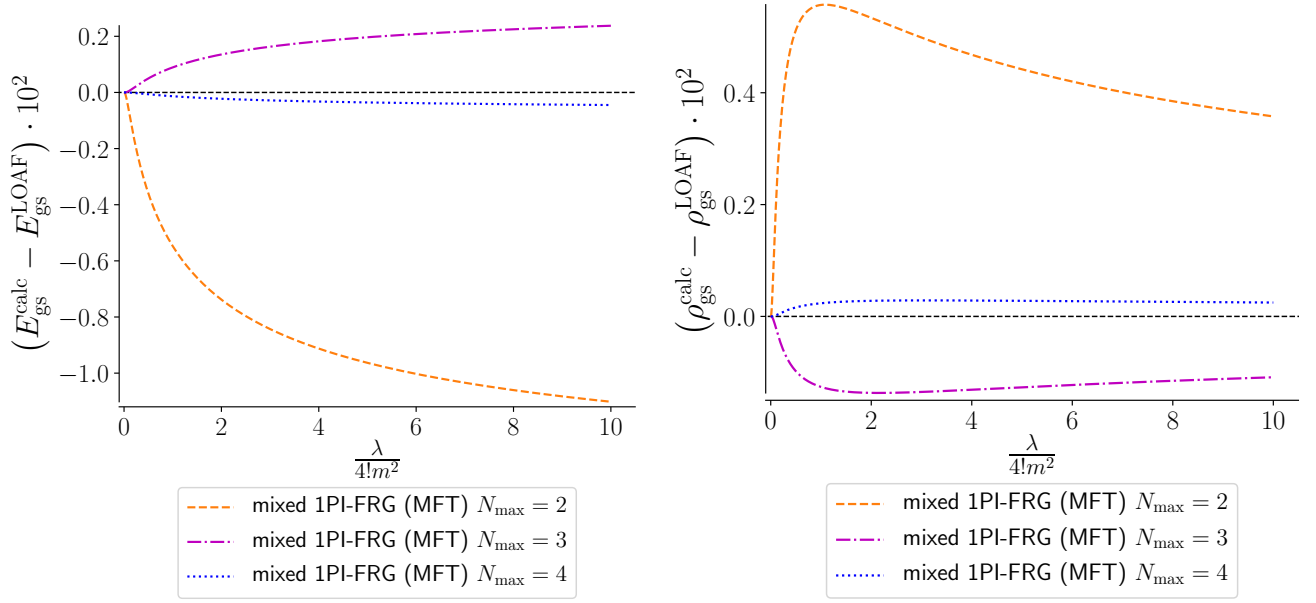 (E_gs^calc − E_gs^LOAF) · 10^2
0.2
0.0
−0.2
−0.4
−0.6
−0.8
−1.0
0 2 4 6 8 10
λ/4!m^2
mixed 1PI-FRG (MFT) N_max = 2
mixed 1PI-FRG (MFT) N_max = 3
mixed 1PI-FRG (MFT) N_max = 4
(ρ_gs^calc − ρ_gs^LOAF) · 10^2
0.4
0.2
0.0
0 2 4 6 8 10
λ/4!m^2
mixed 1PI-FRG (MFT) N_max = 2
mixed 1PI-FRG (MFT) N_max = 3
mixed 1PI-FRG (MFT) N_max = 4